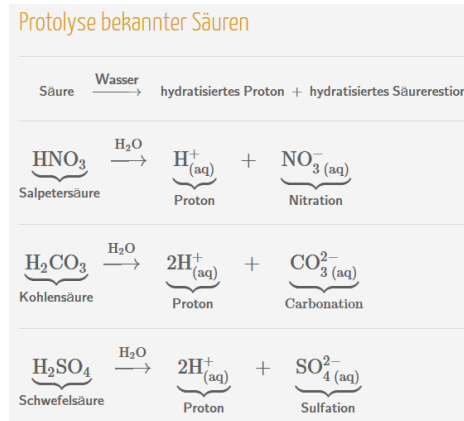 Protolyse bekannter Säuren
Säure —Wasser→ hydratisiertes Proton + hydratisiertes Säurerestion
HNO₃ —H₂O→ H⁺(aq) + NO₃⁻(aq)
Salpetersäure Proton Nitration
H₂CO₃ —H₂O→ 2H⁺(aq) + CO₃²⁻(aq)
Kohlensäure Proton Carbonation
H₂SO₄ —H₂O→ 2H⁺(aq) + SO₄²⁻(aq)
Schwefelsäure Proton Sulfation